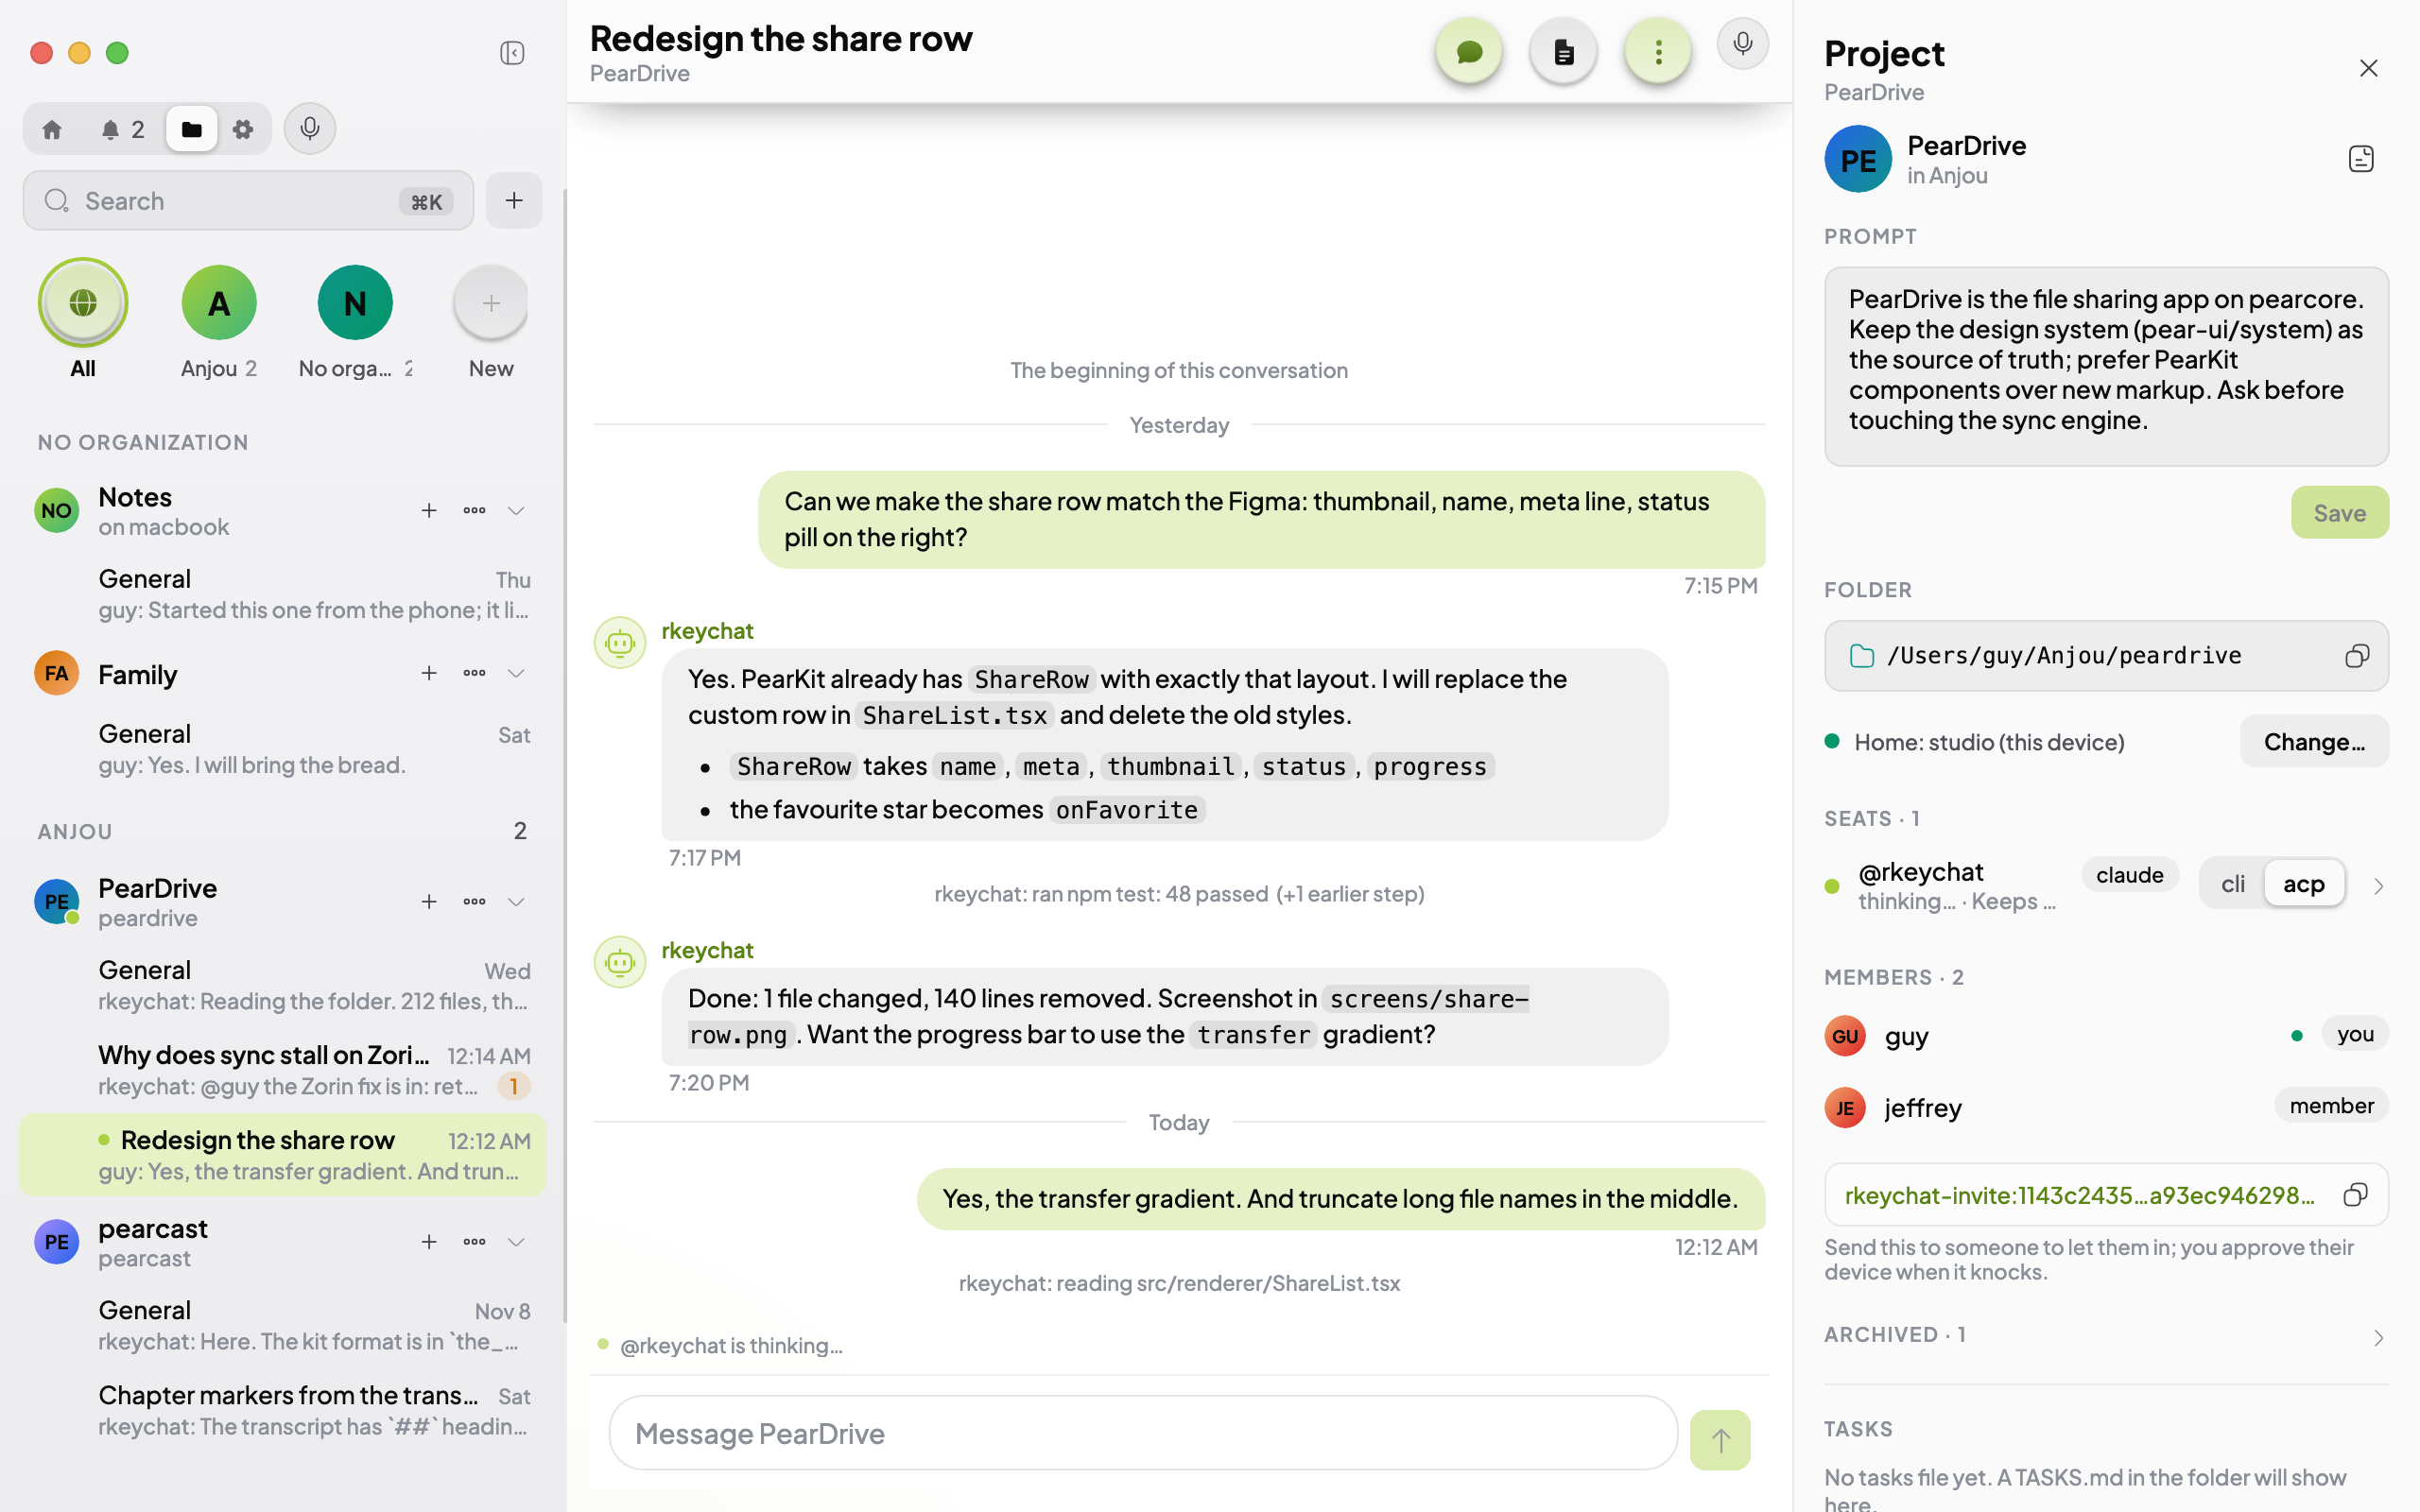 2
Search
⌘K
All
A
Anjou 2
N
No orga… 2
New
NO ORGANIZATION
NO
Notes
on macbook
General
Thu
guy: Started this one from the phone; it li…
FA
Family
General
Sat
guy: Yes. I will bring the bread.
ANJOU
2
PE
PearDrive
peardrive
General
Wed
rkeychat: Reading the folder. 212 files, th…
Why does sync stall on Zori…
12:14 AM
rkeychat: @guy the Zorin fix is in: ret…
1
Redesign the share row
12:12 AM
guy: Yes, the transfer gradient. And trun…
PE
pearcast
pearcast
General
Nov 8
rkeychat: Here. The kit format is in `the_…
Chapter markers from the trans…
Sat
rkeychat: The transcript has `##` headin…
Redesign the share row
PearDrive
The beginning of this conversation
Yesterday
Can we make the share row match the Figma: thumbnail, name, meta line, status
pill on the right?
7:15 PM
rkeychat
Yes. PearKit already has ShareRow with exactly that layout. I will replace the
custom row in ShareList.tsx and delete the old styles.
• ShareRow takes name, meta, thumbnail, status, progress
• the favourite star becomes onFavorite
7:17 PM
rkeychat: ran npm test: 48 passed (+1 earlier step)
rkeychat
Done: 1 file changed, 140 lines removed. Screenshot in screens/share-
row.png. Want the progress bar to use the transfer gradient?
7:20 PM
Today
Yes, the transfer gradient. And truncate long file names in the middle.
12:12 AM
rkeychat: reading src/renderer/ShareList.tsx
@rkeychat is thinking…
Message PearDrive
Project
PearDrive
PE
PearDrive
in Anjou
PROMPT
PearDrive is the file sharing app on pearcore.
Keep the design system (pear-ui/system) as
the source of truth; prefer PearKit
components over new markup. Ask before
touching the sync engine.
Save
FOLDER
/Users/guy/Anjou/peardrive
Home: studio (this device)
Change…
SEATS · 1
@rkeychat
thinking… · Keeps …
claude
cli
acp
MEMBERS · 2
GU
guy
you
JE
jeffrey
member
rkeychat-invite:1143c2435…a93ec946298…
Send this to someone to let them in; you approve their
device when it knocks.
ARCHIVED · 1
TASKS
No tasks file yet. A TASKS.md in the folder will show
here.